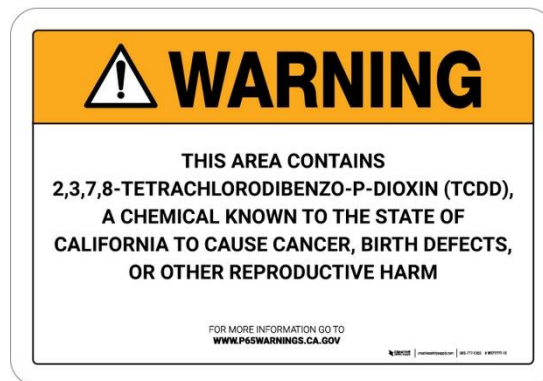 WARNING
THIS AREA CONTAINS
2,3,7,8-TETRACHLORODIBENZO-P-DIOXIN (TCDD),
A CHEMICAL KNOWN TO THE STATE OF
CALIFORNIA TO CAUSE CANCER, BIRTH DEFECTS,
OR OTHER REPRODUCTIVE HARM
FOR MORE INFORMATION GO TO
WWW.P65WARNINGS.CA.GOV